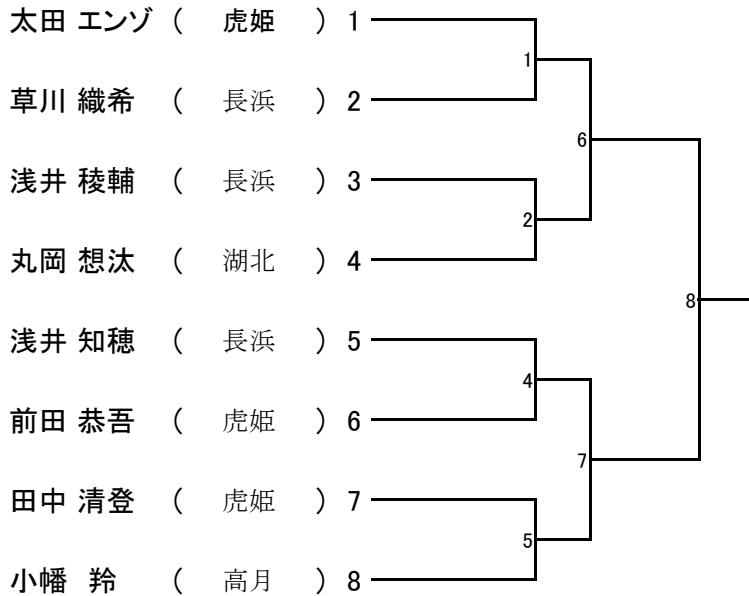 太田 エンゾ ( 虎姫 ) 1
1
草川 織希 ( 長浜 ) 2
6
浅井 稜輔 ( 長浜 ) 3
2
丸岡 想汰 ( 湖北 ) 4
8
浅井 知穂 ( 長浜 ) 5
4
前田 恭吾 ( 虎姫 ) 6
7
田中 清登 ( 虎姫 ) 7
5
小幡 羚 ( 高月 ) 8